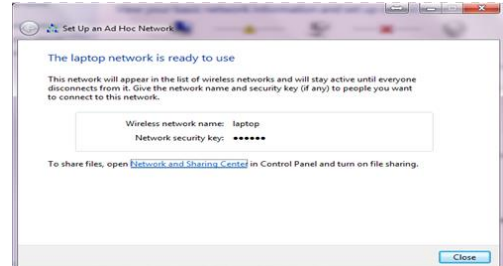 Set Up an Ad Hoc Network
The laptop network is ready to use
This network will appear in the list of wireless networks and will stay active until everyone
disconnects from it. Give the network name and security key (if any) to people you want
to connect to this network.
Wireless network name: laptop
Network security key: ••••••
To share files, open Network and Sharing Center in Control Panel and turn on file sharing.
Close